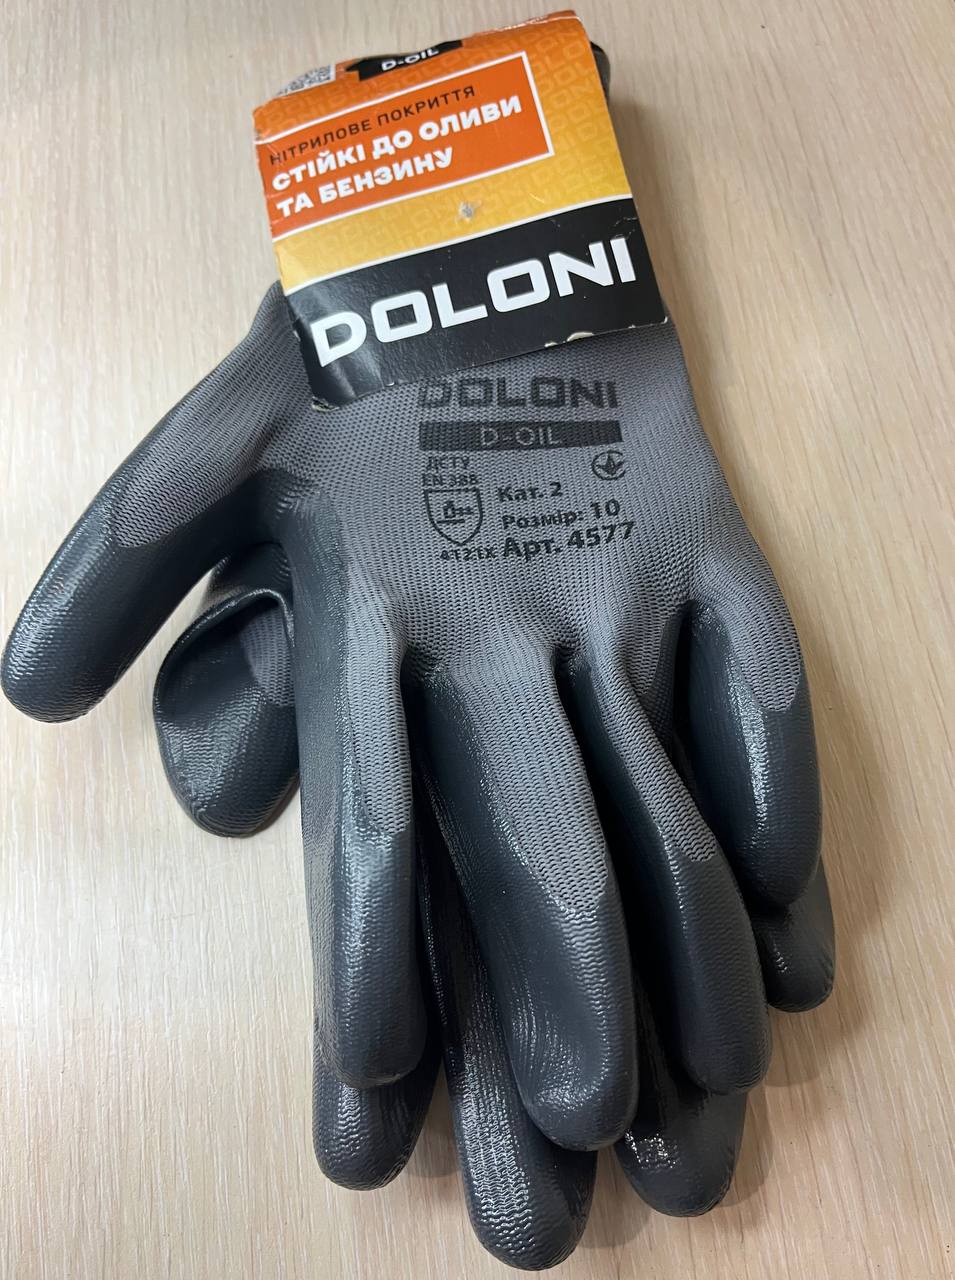 D-OIL
НІТРИЛОВЕ ПОКРИТТЯ
СТІЙКІ ДО ОЛИВИ
ТА БЕНЗИНУ
DOLONI
DOLONI
D-OIL
ДСТУ
EN 388
Кат. 2
Розмір: 10
4121X Арт. 4577